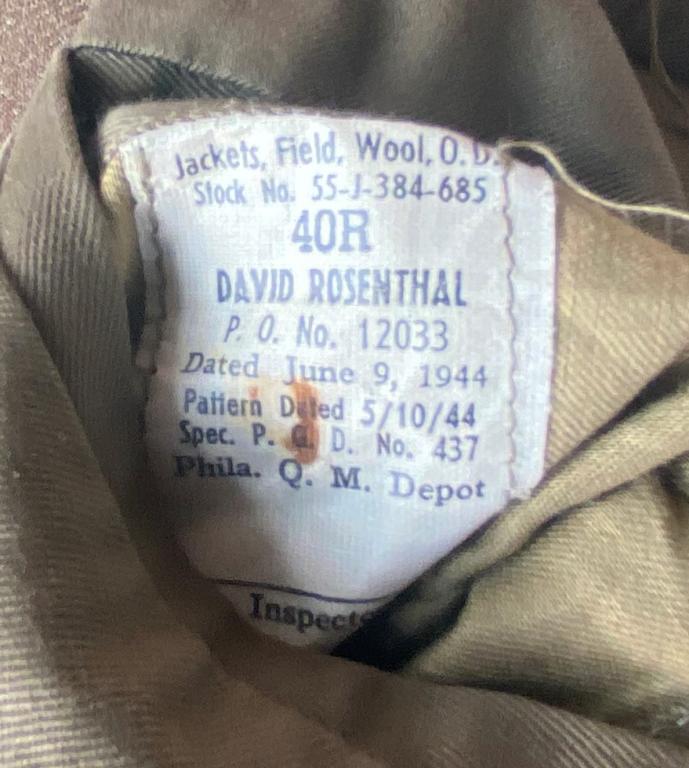 Jackets, Field, Wool, O.D.
Stock No. 55-J-384-685
40R
DAVID ROSENTHAL
P. O. No. 12033
Dated June 9, 1944
Pattern Dated 5/10/44
Spec. P. Q. D. No. 437
Phila. Q. M. Depot